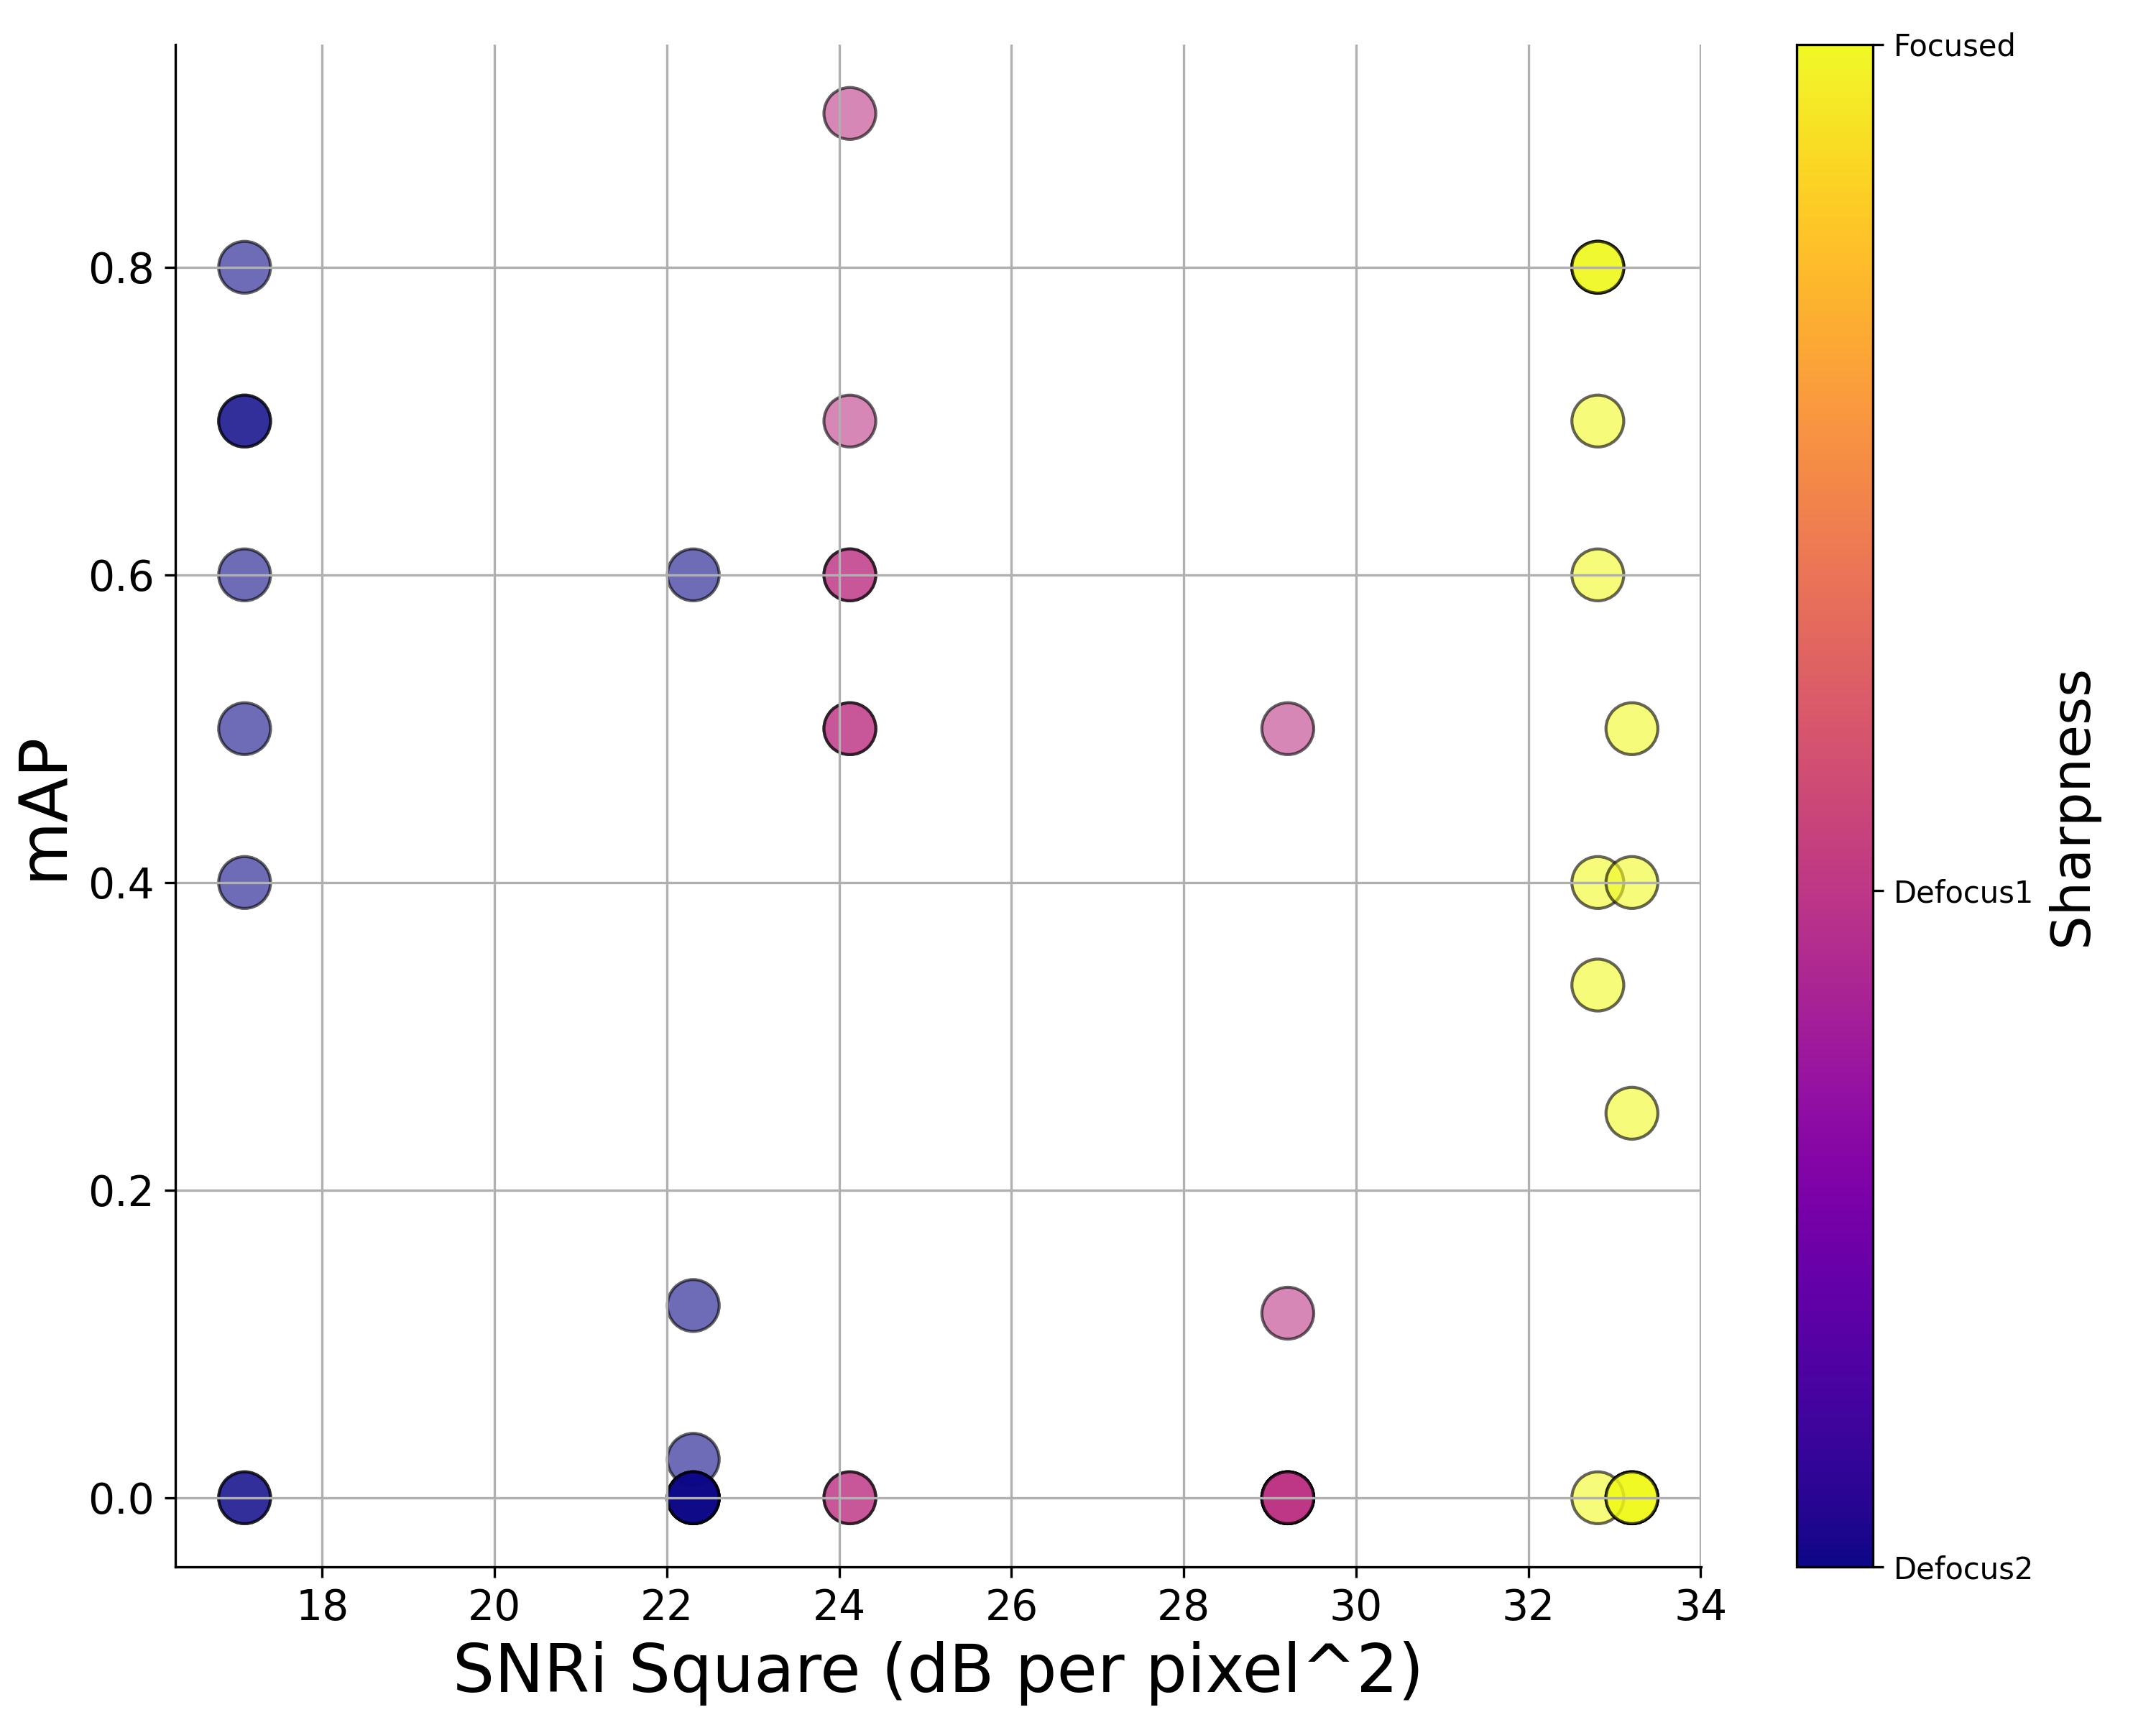 mAP
0.8
0.6
0.4
0.2
0.0
18 20 22 24 26 28 30 32 34
SNRi Square (dB per pixel^2)
Focused
Defocus1
Defocus2
Sharpness